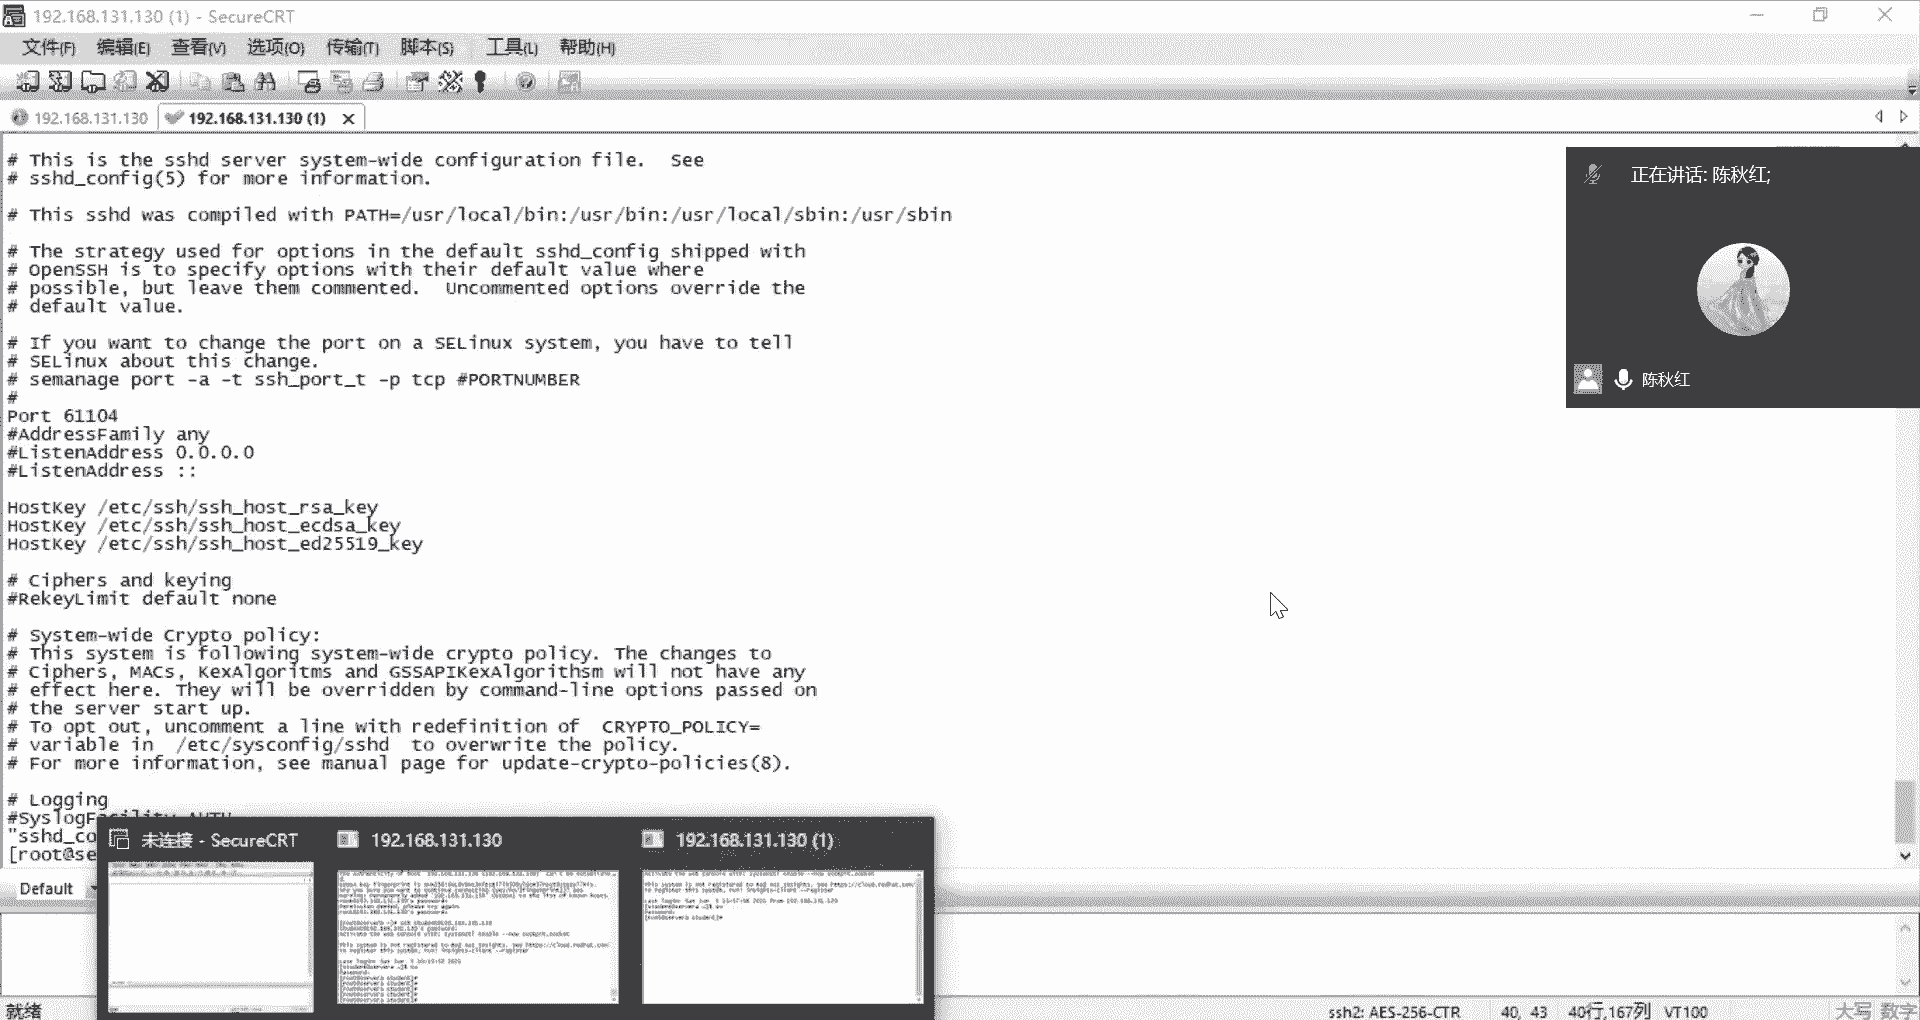 192.168.131.130 (1) - SecureCRT
文件(F) 编辑(E) 查看(V) 选项(O) 传输(T) 脚本(S) 工具(L) 帮助(H)
192.168.131.130 192.168.131.130 (1)
# This is the sshd server system-wide configuration file.  See
# sshd_config(5) for more information.
# This sshd was compiled with PATH=/usr/local/bin:/usr/bin:/usr/local/sbin:/usr/sbin
# The strategy used for options in the default sshd_config shipped with
# OpenSSH is to specify options with their default value where
# possible, but leave them commented.  Uncommented options override the
# default value.
# If you want to change the port on a SELinux system, you have to tell
# SELinux about this change.
# semanage port -a -t ssh_port_t -p tcp #PORTNUMBER
#
Port 61104
#AddressFamily any
#ListenAddress 0.0.0.0
#ListenAddress ::
HostKey /etc/ssh/ssh_host_rsa_key
HostKey /etc/ssh/ssh_host_ecdsa_key
HostKey /etc/ssh/ssh_host_ed25519_key
# Ciphers and keying
#RekeyLimit default none
# System-wide Crypto policy:
# This system is following system-wide crypto policy. The changes to
# Ciphers, MACs, KexAlgoritms and GSSAPIKexAlgorithsm will not have any
# effect here. They will be overridden by command-line options passed on
# the server start up.
# To opt out, uncomment a line with redefinition of  CRYPTO_POLICY=
# variable in  /etc/sysconfig/sshd  to overwrite the policy.
# For more information, see manual page for update-crypto-policies(8).
# Logging
#SyslogFacility AUTH
"sshd_co
[root@se
正在讲话: 陈秋红;
陈秋红
未连接 - SecureCRT
192.168.131.130
192.168.131.130 (1)
Default
就绪
ssh2: AES-256-CTR 40, 43 40行,167列 VT100 大写 数字